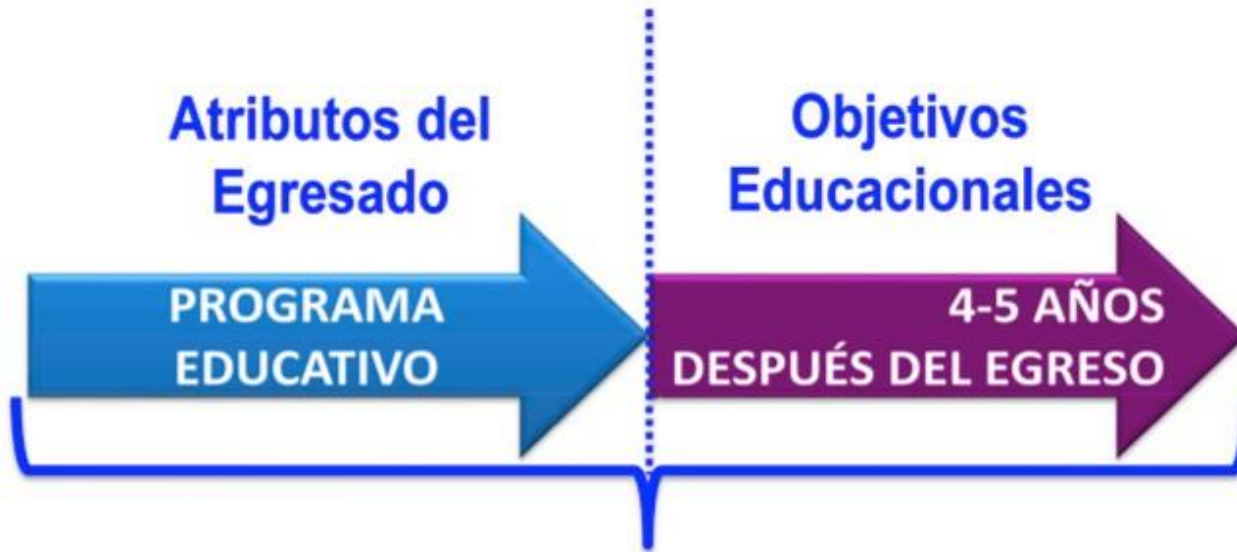 Atributos del
Egresado
Objetivos
Educacionales
PROGRAMA
EDUCATIVO
4-5 AÑOS
DESPUÉS DEL EGRESO